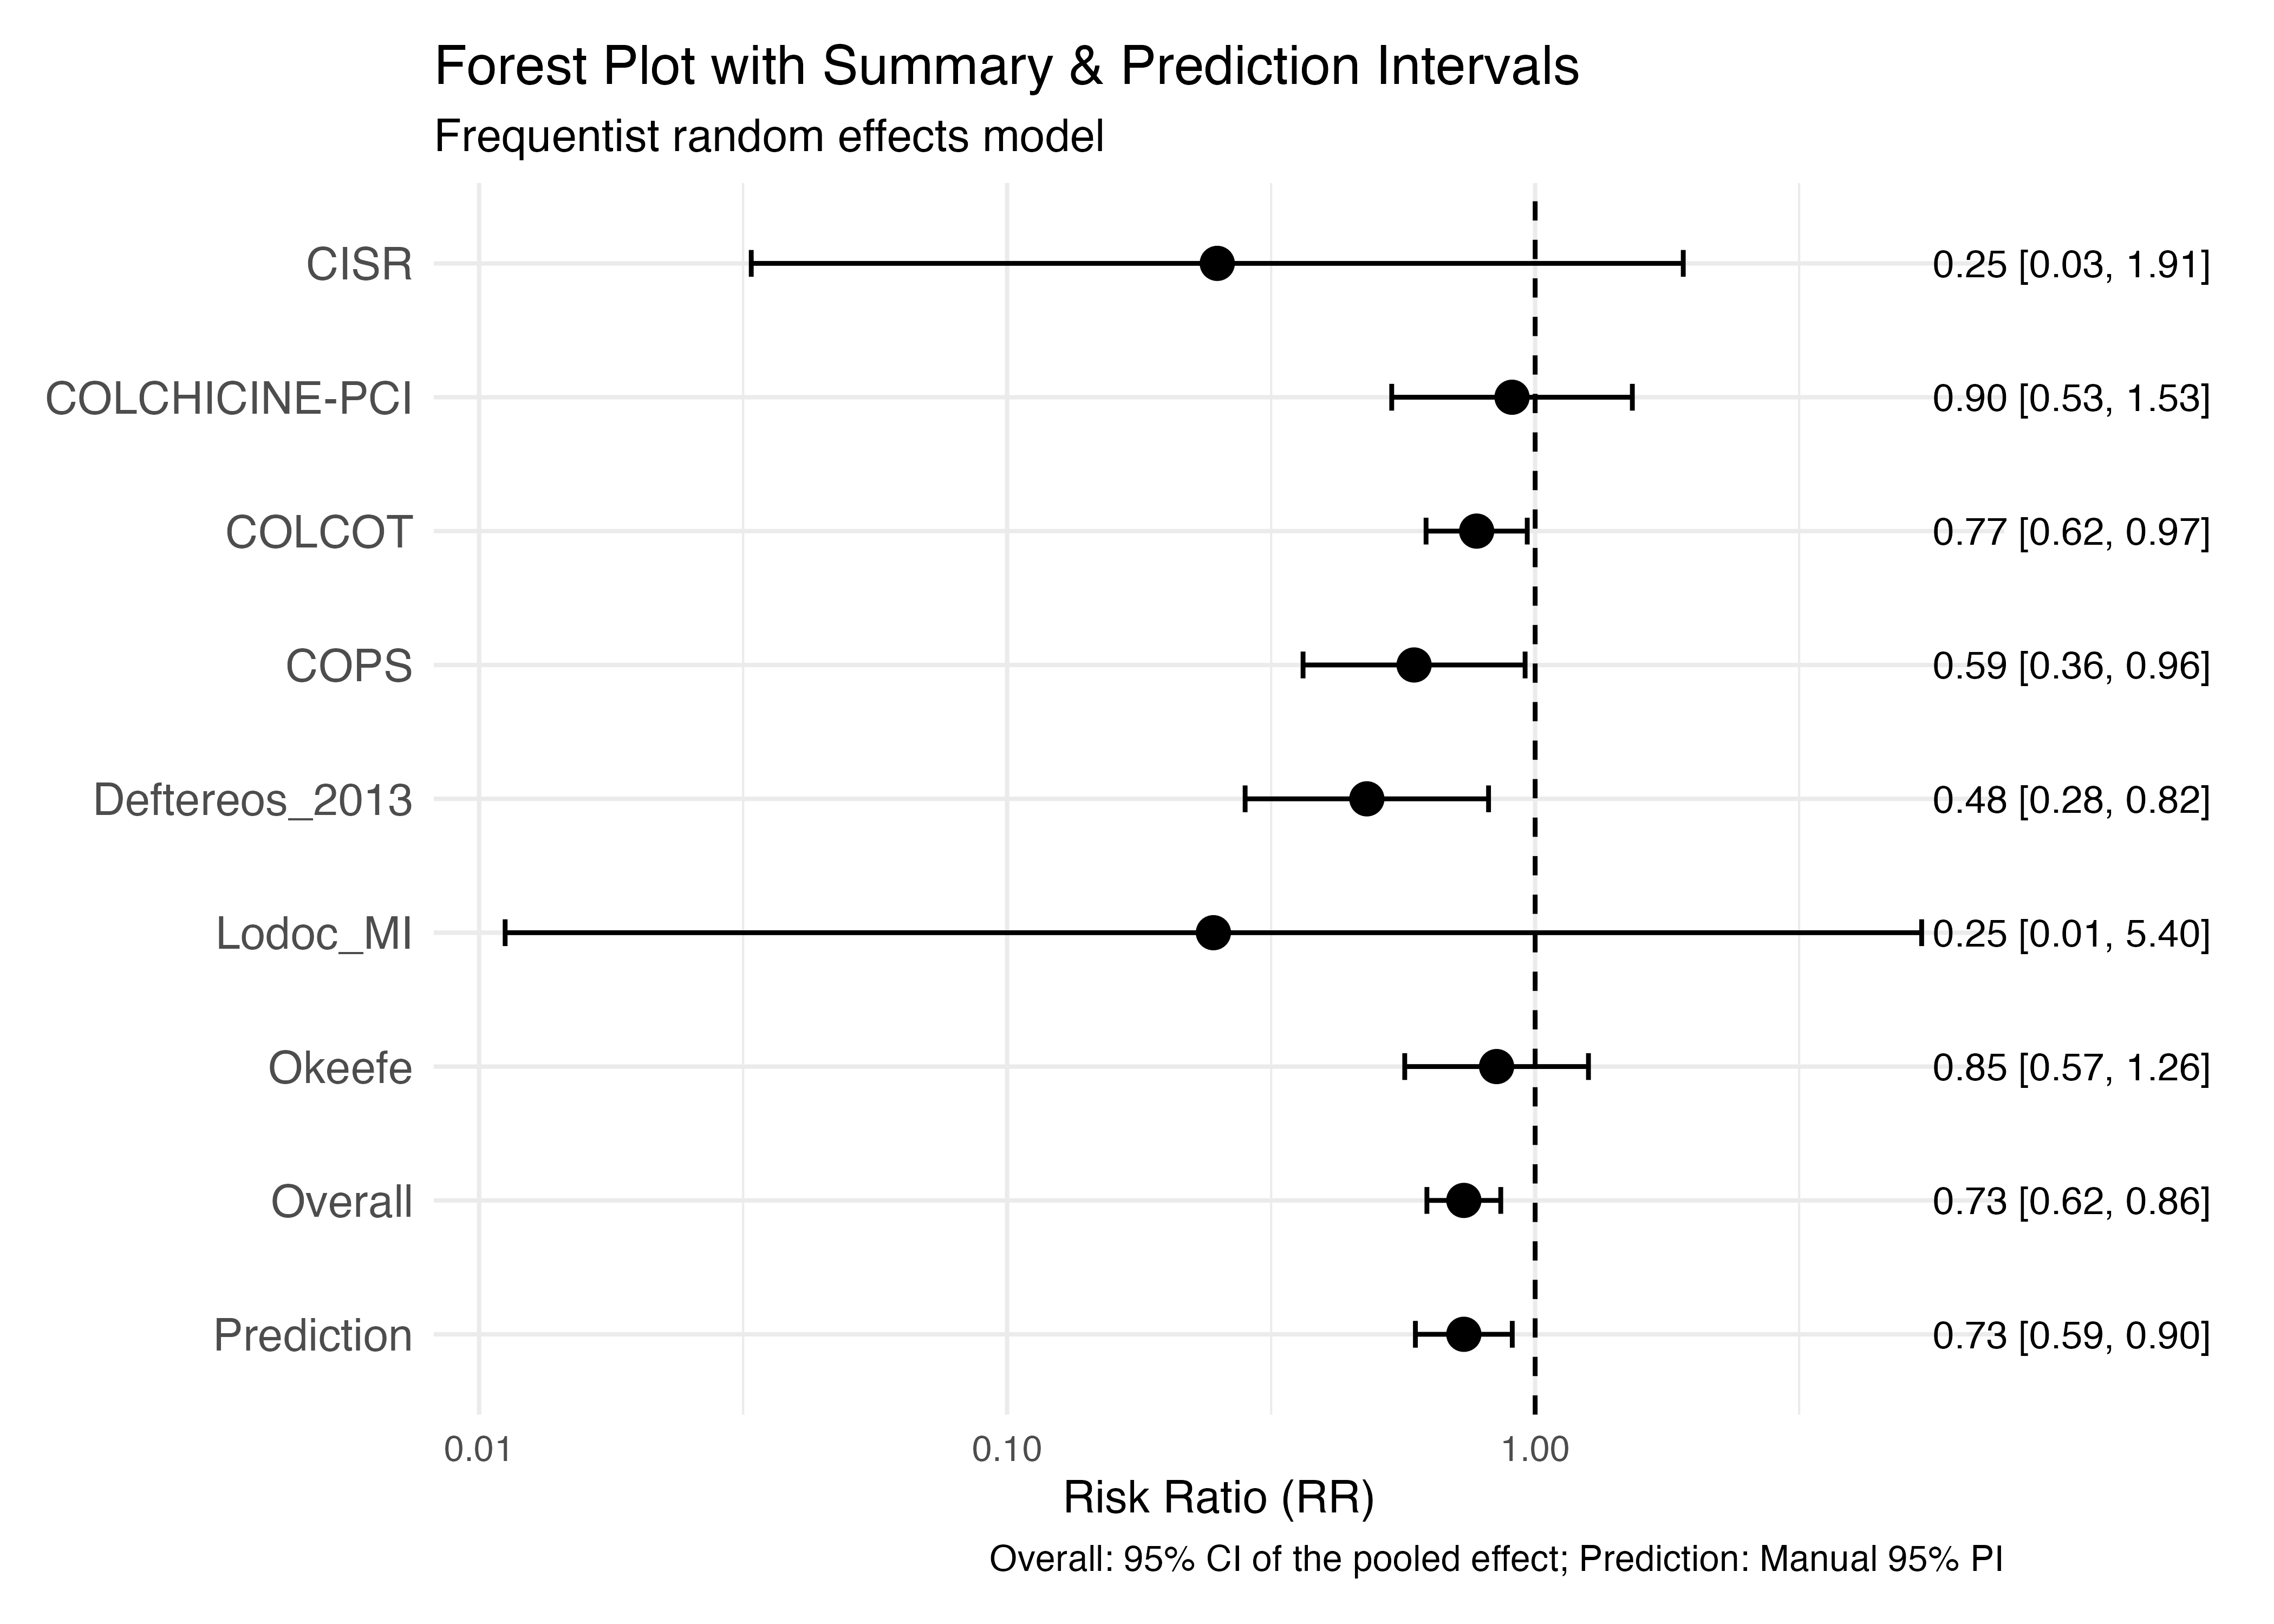 Forest Plot with Summary & Prediction Intervals
Frequentist random effects model
CISR 0.25 [0.03, 1.91]
COLCHICINE-PCI 0.90 [0.53, 1.53]
COLCOT 0.77 [0.62, 0.97]
COPS 0.59 [0.36, 0.96]
Deftereos_2013 0.48 [0.28, 0.82]
Lodoc_MI 0.25 [0.01, 5.40]
Okeefe 0.85 [0.57, 1.26]
Overall 0.73 [0.62, 0.86]
Prediction 0.73 [0.59, 0.90]
0.01 0.10 1.00
Risk Ratio (RR)
Overall: 95% CI of the pooled effect; Prediction: Manual 95% PI